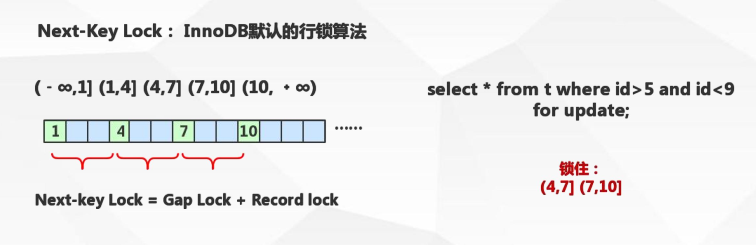 Next-Key Lock： InnoDB默认的行锁算法
(－∞,1] (1,4] (4,7] (7,10] (10, +∞)
select * from t where id>5 and id<9
for update;
1 4 7 10 ……
锁住：
(4,7] (7,10]
Next-key Lock = Gap Lock + Record lock